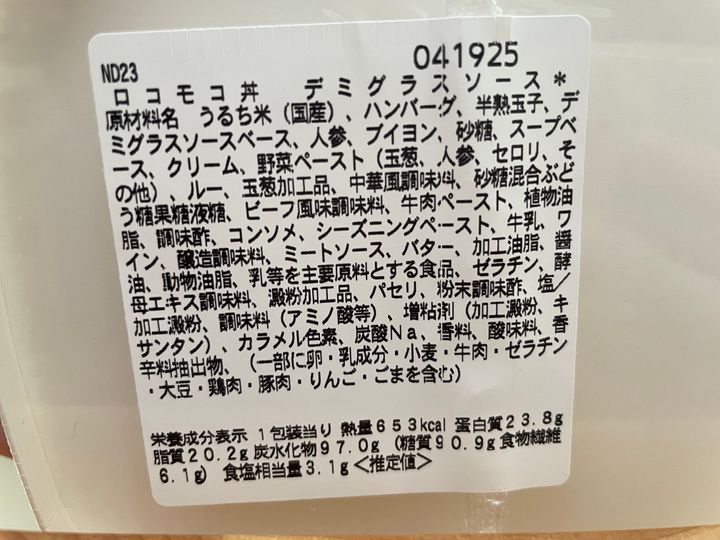 041925
ND23
ロコモコ丼 デミグラスソース*
原材料名 うるち米(国産)、ハンバーグ、半熟玉子、デ
ミグラスソースベース、人参、ブイヨン、砂糖、スープベ
ース、クリーム、野菜ペースト(玉葱、人参、セロリ、そ
の他)、ルー、玉葱加工品、中華風調味料、砂糖混合ぶど
う糖果糖液糖、ビーフ風味調味料、牛肉ペースト、植物油
脂、調味酢、コンソメ、シーズニングペースト、牛乳、ワ
イン、醸造調味料、ミートソース、バター、加工油脂、醤
油、動物油脂、乳等を主要原料とする食品、ゼラチン、酵
母エキス調味料、澱粉加工品、パセリ、粉末調味酢、塩/
加工澱粉、調味料(アミノ酸等)、増粘剤(加工澱粉、キ
サンタン)、カラメル色素、炭酸Na、香料、酸味料、香
辛料抽出物、(一部に卵・乳成分・小麦・牛肉・ゼラチン
・大豆・鶏肉・豚肉・りんご・ごまを含む)
栄養成分表示 1包装当り 熱量653kcal 蛋白質23.8g
脂質20.2g 炭水化物97.0g (糖質90.9g 食物繊維
6.1g) 食塩相当量3.1g<推定値>